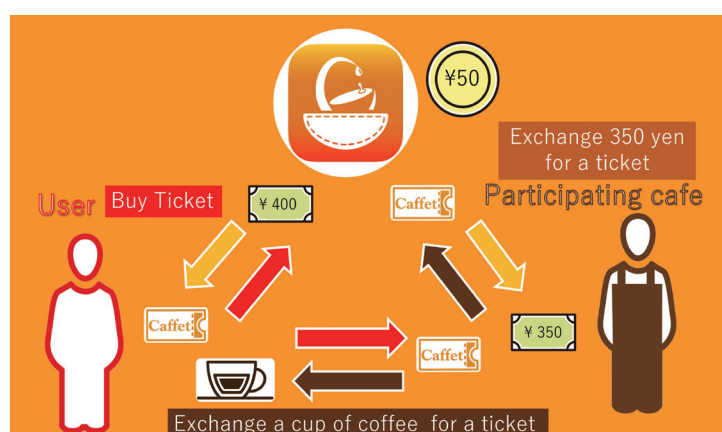 ¥50
Exchange 350 yen
for a ticket
User
Buy Ticket
¥ 400
Caffet
Participating cafe
Caffet
Caffet
¥ 350
Exchange a cup of coffee for a ticket